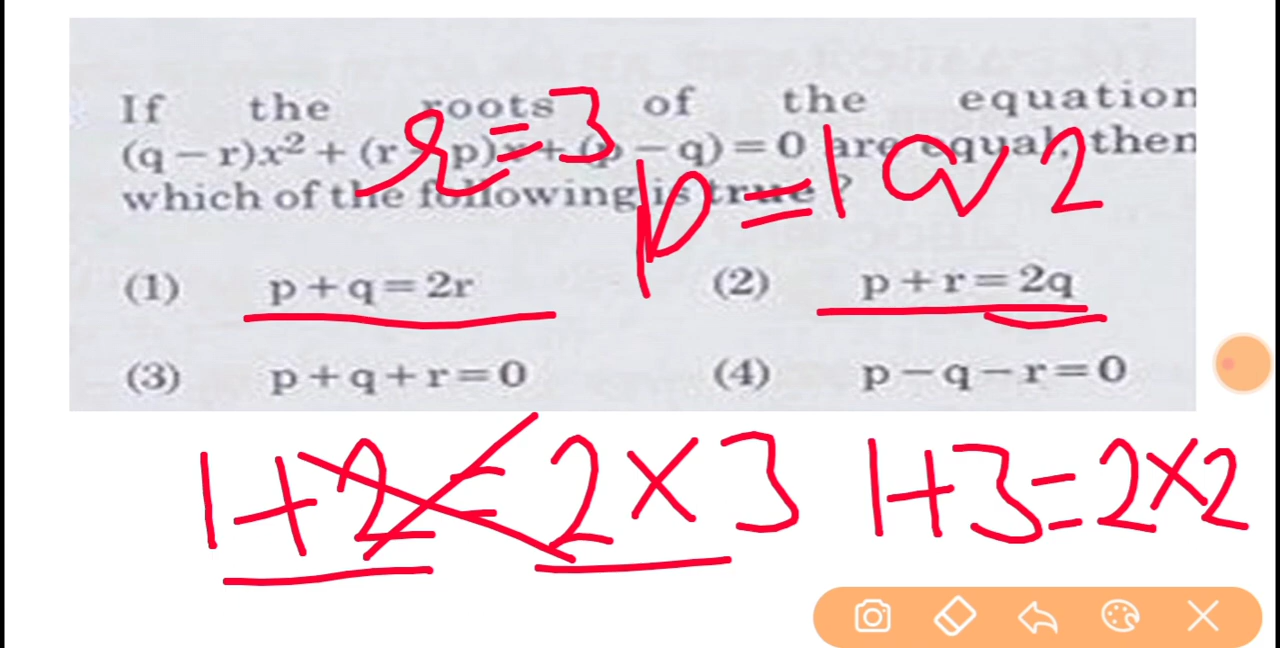 If the roots of the equation
(q – r)x² + (r – p)x + (p – q) = 0 are equal, then
which of the following is true ?
r = 3
p = 1 q = 2
(1) p + q = 2r (2) p + r = 2q
(3) p + q + r = 0 (4) p – q – r = 0
1 + 2 = 2 × 3 1 + 3 = 2 × 2